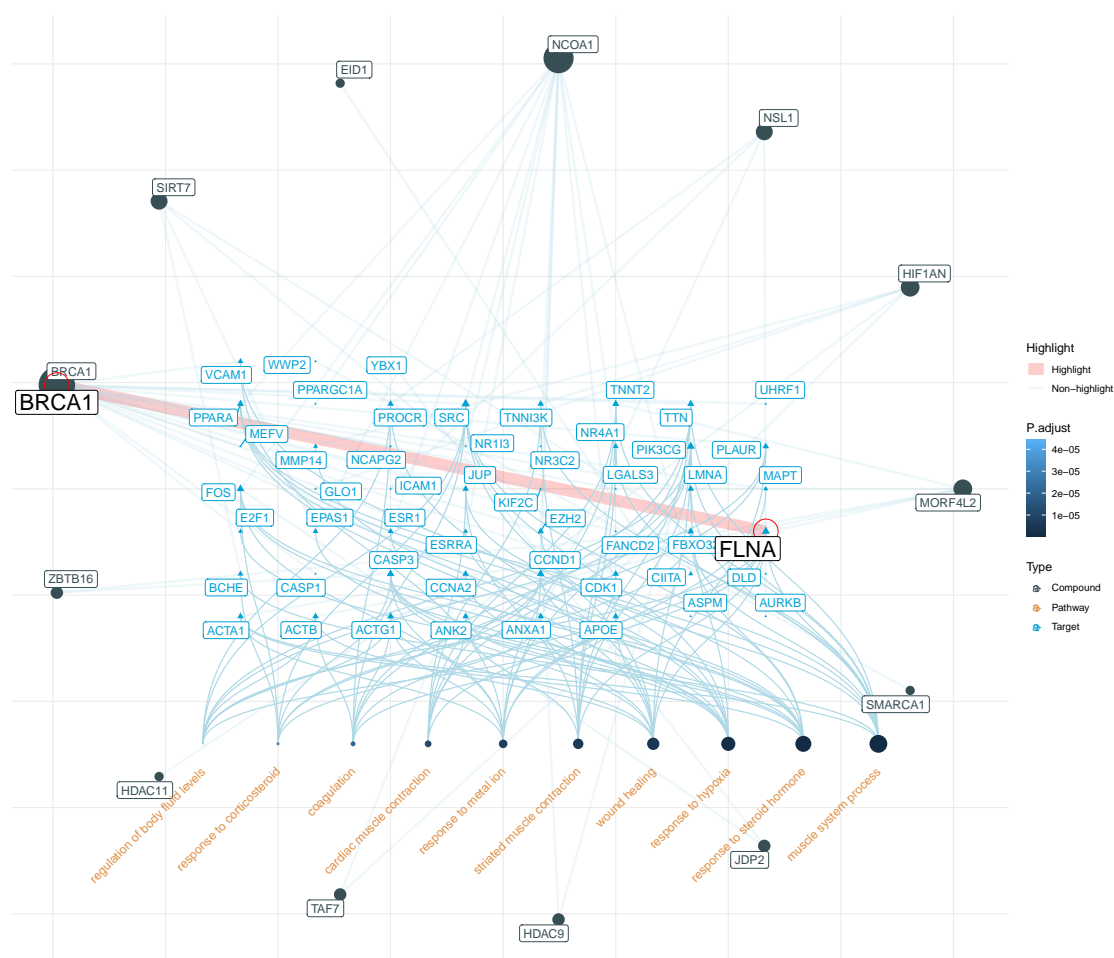 NCOA1
EID1
NSL1
SIRT7
HIF1AN
BRCA1
BRCA1
WWP2
YBX1
VCAM1
PPARGC1A
TNNT2
UHRF1
PPARA
PROCR
SRC
TNNI3K
TTN
MEFV
NR1I3
NR4A1
MMP14
NCAPG2
NR3C2
PIK3CG
PLAUR
JUP
LGALS3
LMNA
MAPT
FOS
GLO1
ICAM1
KIF2C
MORF4L2
E2F1
EPAS1
ESR1
EZH2
ESRRA
FANCD2
FBXO32
FLNA
CASP3
CCND1
ZBTB16
BCHE
CASP1
CCNA2
CDK1
CIITA
DLD
ASPM
AURKB
ACTA1
ACTB
ACTG1
ANK2
ANXA1
APOE
SMARCA1
HDAC11
JDP2
TAF7
HDAC9
regulation of body fluid levels
response to corticosteroid
coagulation
cardiac muscle contraction
response to metal ion
striated muscle contraction
wound healing
response to hypoxia
response to steroid hormone
muscle system process
Highlight
Highlight
Non−highlight
P.adjust
4e−05
3e−05
2e−05
1e−05
Type
Compound
Pathway
Target